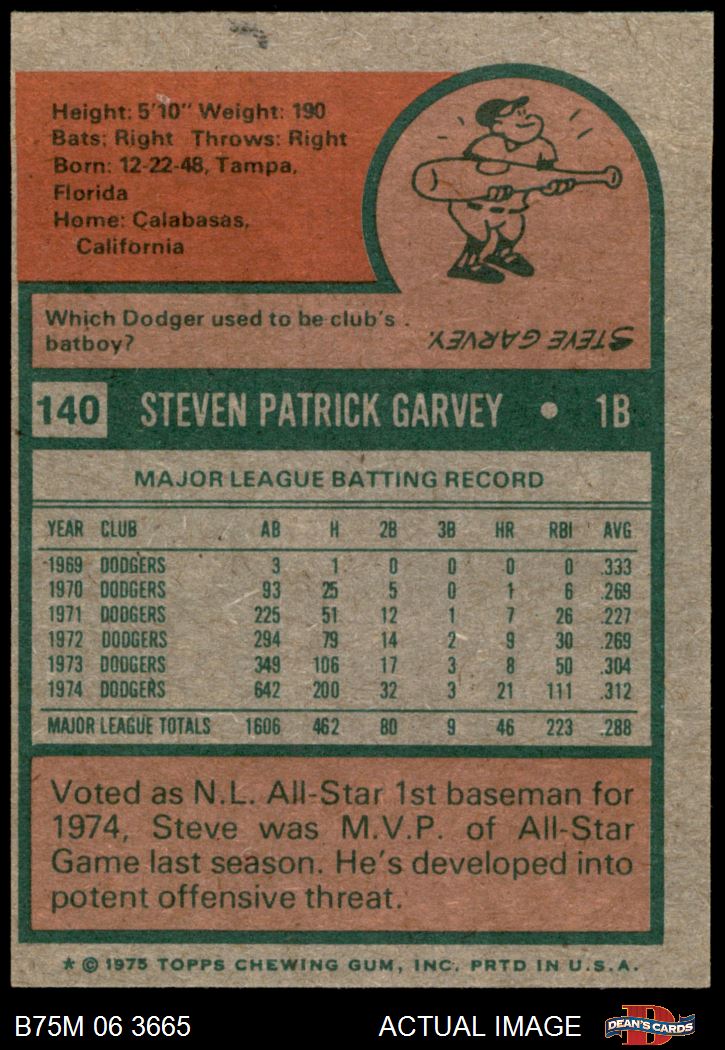 Height: 5'10" Weight: 190
Bats: Right Throws: Right
Born: 12-22-48, Tampa,
Florida
Home: Calabasas,
California
Which Dodger used to be club's
batboy?
STEVE GARVEY.
140 STEVEN PATRICK GARVEY • 1B
MAJOR LEAGUE BATTING RECORD
YEAR CLUB AB H 2B 3B HR RBI AVG
1969 DODGERS 3 1 0 0 0 0 .333
1970 DODGERS 93 25 5 0 1 6 .269
1971 DODGERS 225 51 12 1 7 26 .227
1972 DODGERS 294 79 14 2 9 30 .269
1973 DODGERS 349 106 17 3 8 50 .304
1974 DODGERS 642 200 32 3 21 111 .312
MAJOR LEAGUE TOTALS 1606 462 80 9 46 223 .288
Voted as N.L. All-Star 1st baseman for
1974, Steve was M.V.P. of All-Star
Game last season. He's developed into
potent offensive threat.
* © 1975 TOPPS CHEWING GUM, INC. PRTD IN U.S.A.
B75M 06 3665 ACTUAL IMAGE
D
DEAN'S CARDS